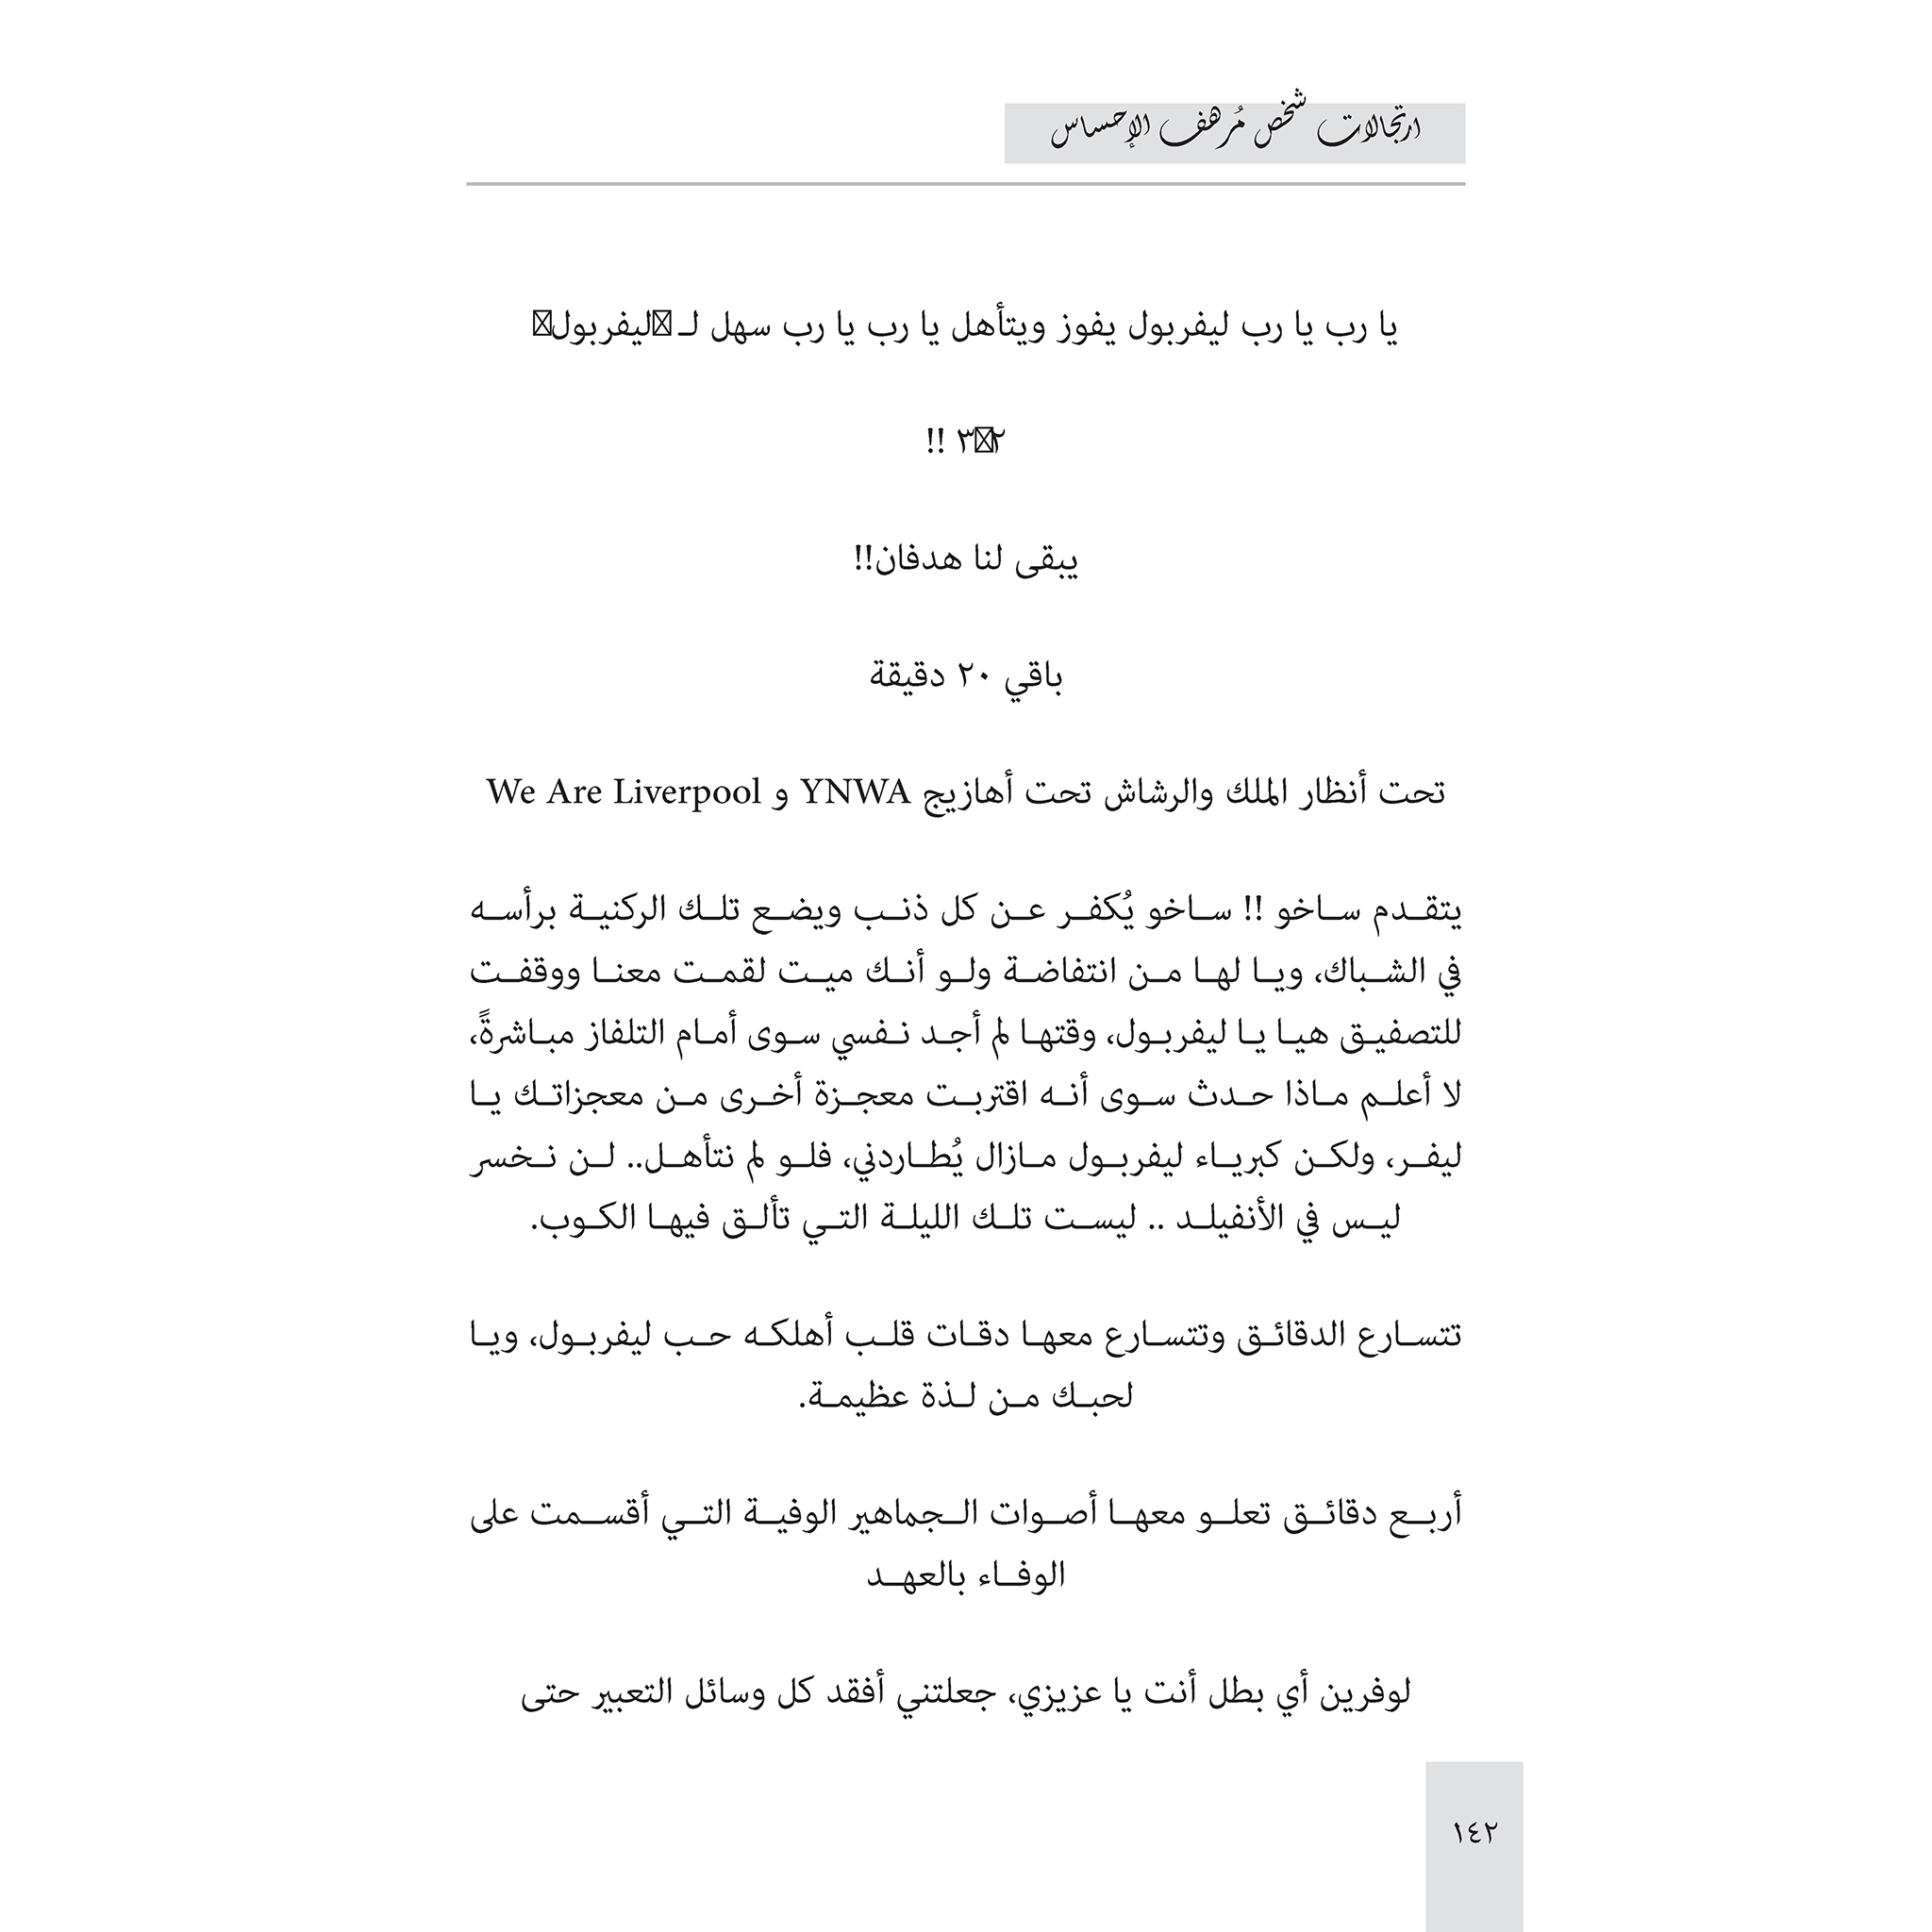 ارتجالات شخص مُرهف الإحساس
يا رب يا رب ليفربول يفوز ويتأهل يا رب يا رب سهل لـ ليفربول
٢ ٣ !!
يبقى لنا هدفان!!
باقي ٢٠ دقيقة
تحت أنظار الملك والرشاش تحت أهازيج YNWA و We Are Liverpool
يتقدم ساخو !! ساخو يُكفر عن كل ذنب ويضع تلك الركنية برأسه
في الشباك، ويا لها من انتفاضة ولو أنك ميت لقمت معنا ووقفت
للتصفيق هيا يا ليفربول، وقتها لم أجد نفسي سوى أمام التلفاز مباشرةً،
لا أعلم ماذا حدث سوى أنه اقتربت معجزة أخرى من معجزاتك يا
ليفر، ولكن كبرياء ليفربول مازال يُطاردني، فلو لم نتأهل.. لن نخسر
ليس في الأنفيلد .. ليست تلك الليلة التي تألق فيها الكوب.
تتسارع الدقائق وتتسارع معها دقات قلب أهلكه حب ليفربول، ويا
لحبك من لذة عظيمة.
أربع دقائق تعلو معها أصوات الجماهير الوفية التي أقسمت على
الوفاء بالعهد
لوفرين أي بطل أنت يا عزيزي، جعلتني أفقد كل وسائل التعبير حتى
١٤٢